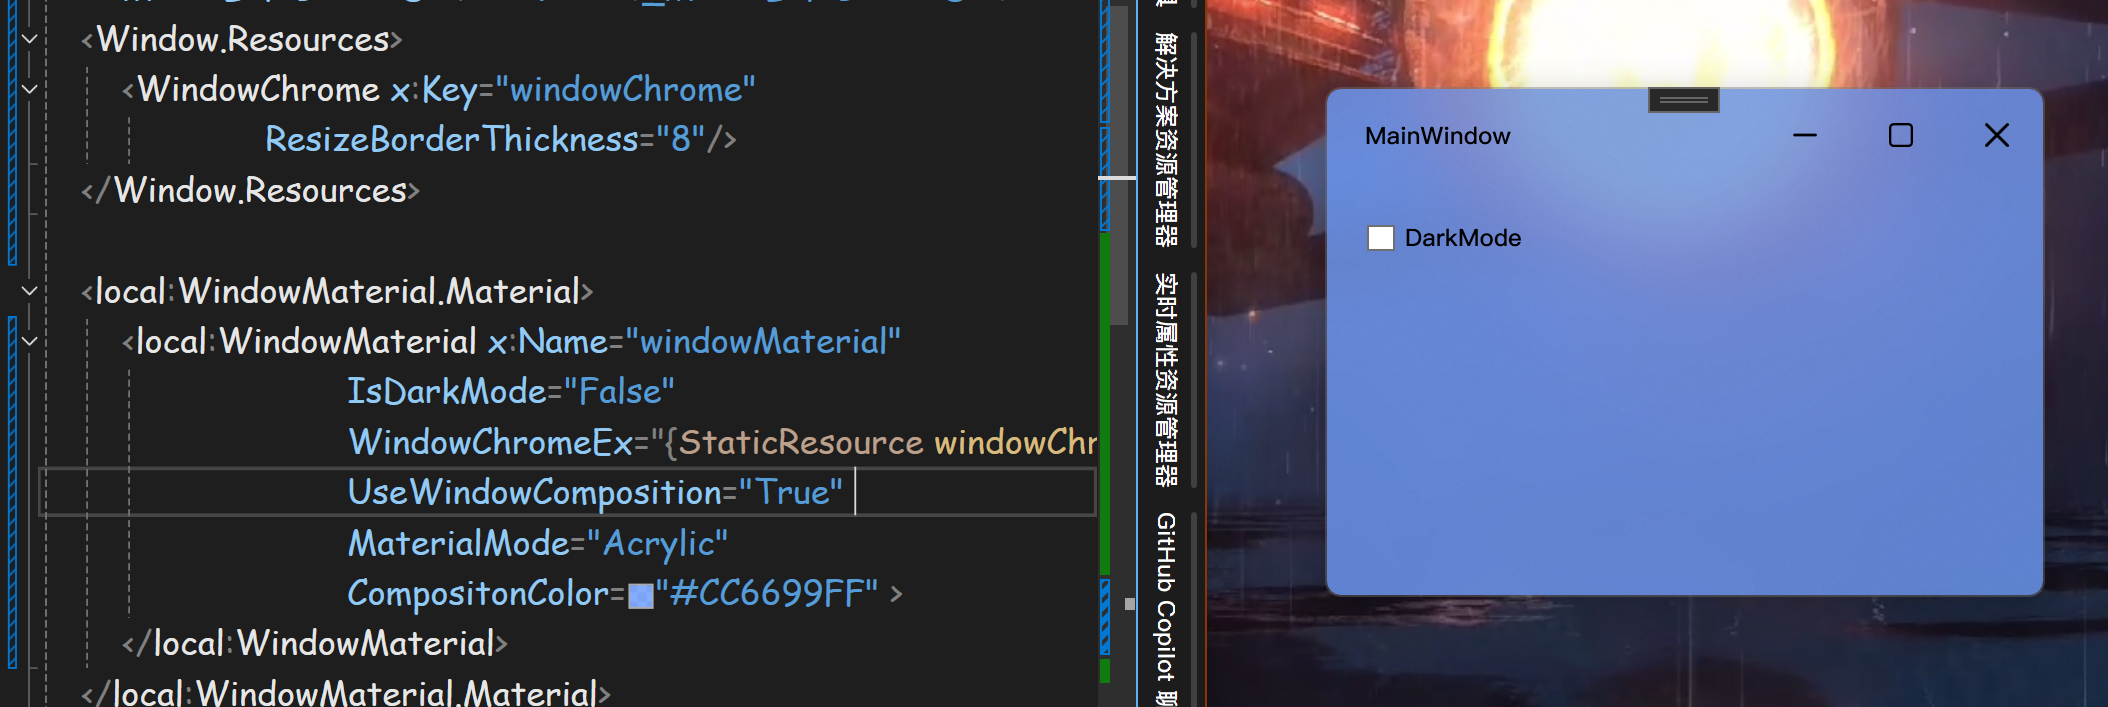 <Window.Resources>
<WindowChrome x:Key="windowChrome"
ResizeBorderThickness="8"/>
</Window.Resources>
<local:WindowMaterial.Material>
<local:WindowMaterial x:Name="windowMaterial"
IsDarkMode="False"
WindowChromeEx="{StaticResource windowChr
UseWindowComposition="True"
MaterialMode="Acrylic"
CompositonColor="#CC6699FF" >
</local:WindowMaterial>
</local:WindowMaterial.Material>
解决方案资源管理器
实时属性资源管理器
GitHub Copilot 聊
MainWindow
DarkMode